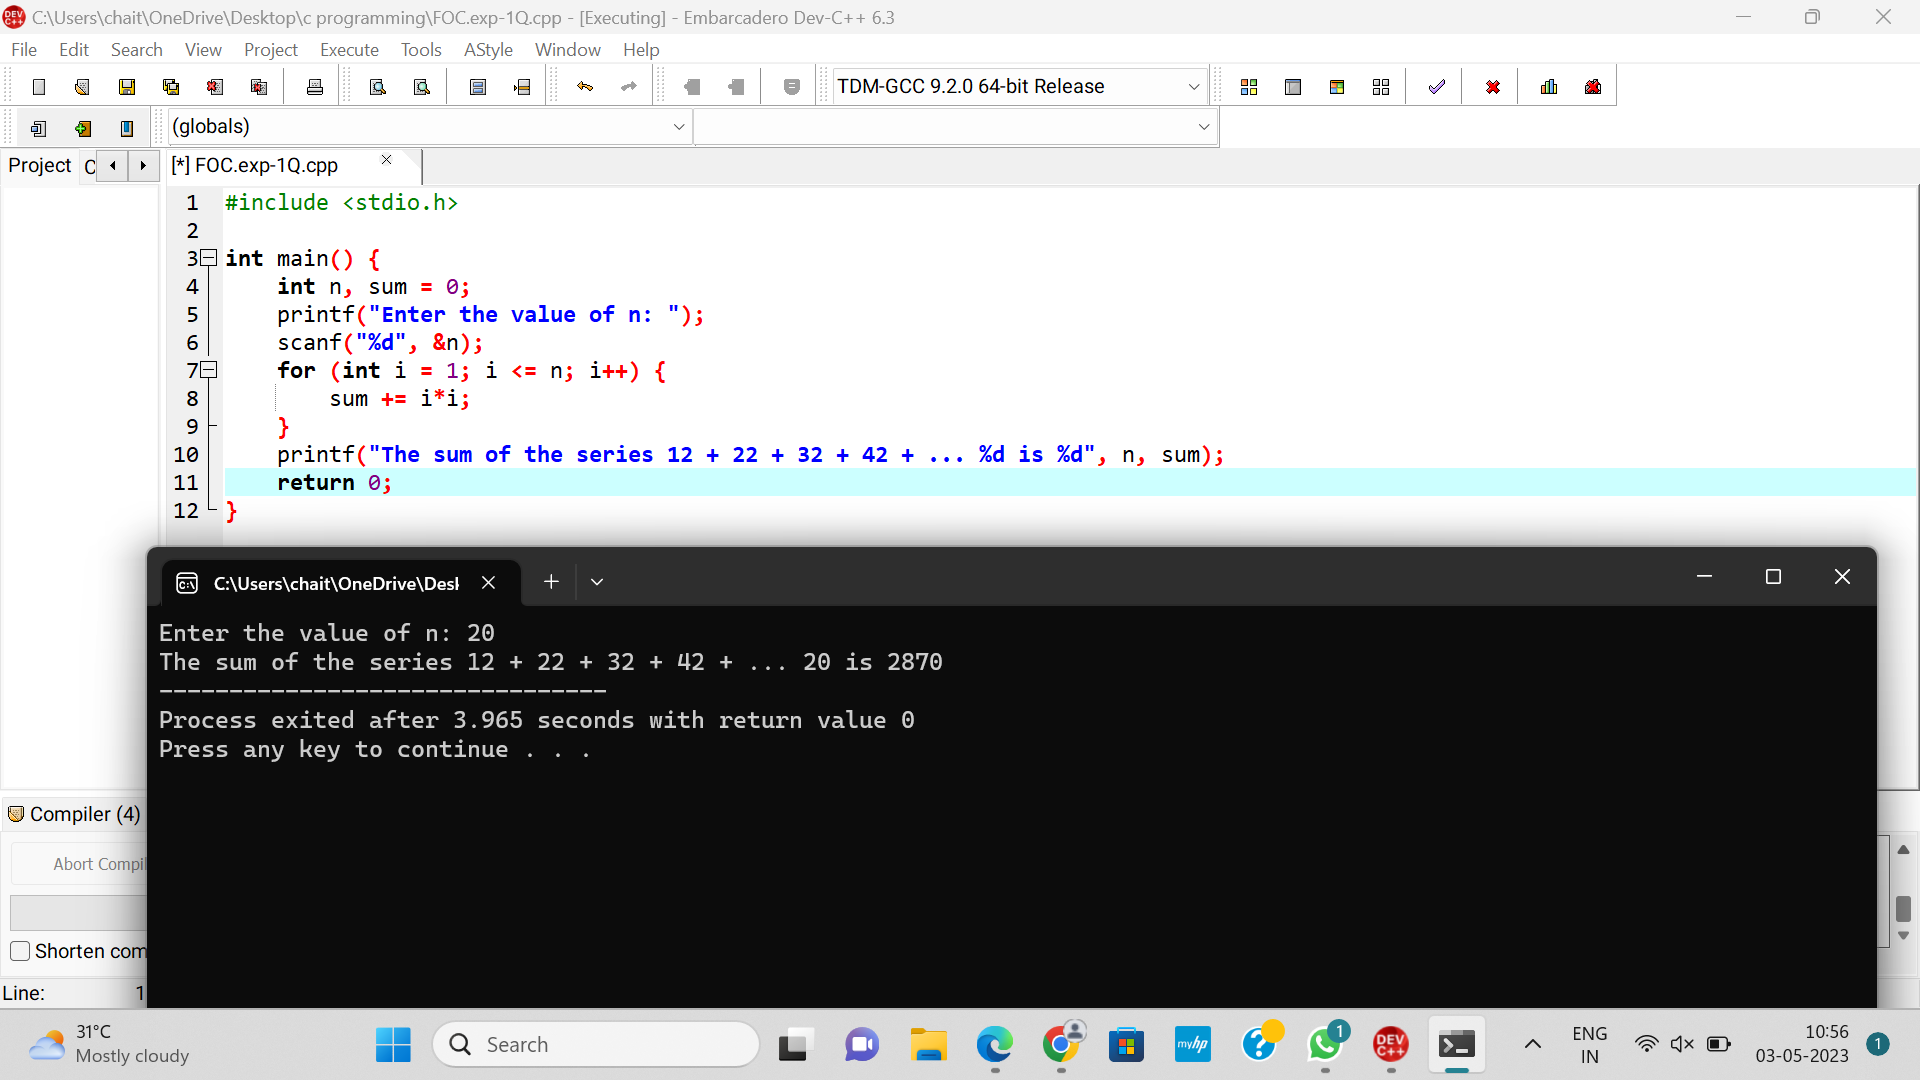 C:\Users\chait\OneDrive\Desktop\c programming\FOC.exp-1Q.cpp - [Executing] - Embarcadero Dev-C++ 6.3
File Edit Search View Project Execute Tools AStyle Window Help
TDM-GCC 9.2.0 64-bit Release
(globals)
Project C [*] FOC.exp-1Q.cpp
1 #include <stdio.h>
2
3 int main() {
4 int n, sum = 0;
5 printf("Enter the value of n: ");
6 scanf("%d", &n);
7 for (int i = 1; i <= n; i++) {
8 sum += i*i;
9 }
10 printf("The sum of the series 12 + 22 + 32 + 42 + ... %d is %d", n, sum);
11 return 0;
12 }
C:\Users\chait\OneDrive\Desk
Enter the value of n: 20
The sum of the series 12 + 22 + 32 + 42 + ... 20 is 2870
--------------------------------
Process exited after 3.965 seconds with return value 0
Press any key to continue . . .
Compiler (4)
Abort Compil
Shorten com
Line: 1
31°C
Mostly cloudy
Search
myhp
1
DEV C++
ENG
IN
10:56
03-05-2023
1